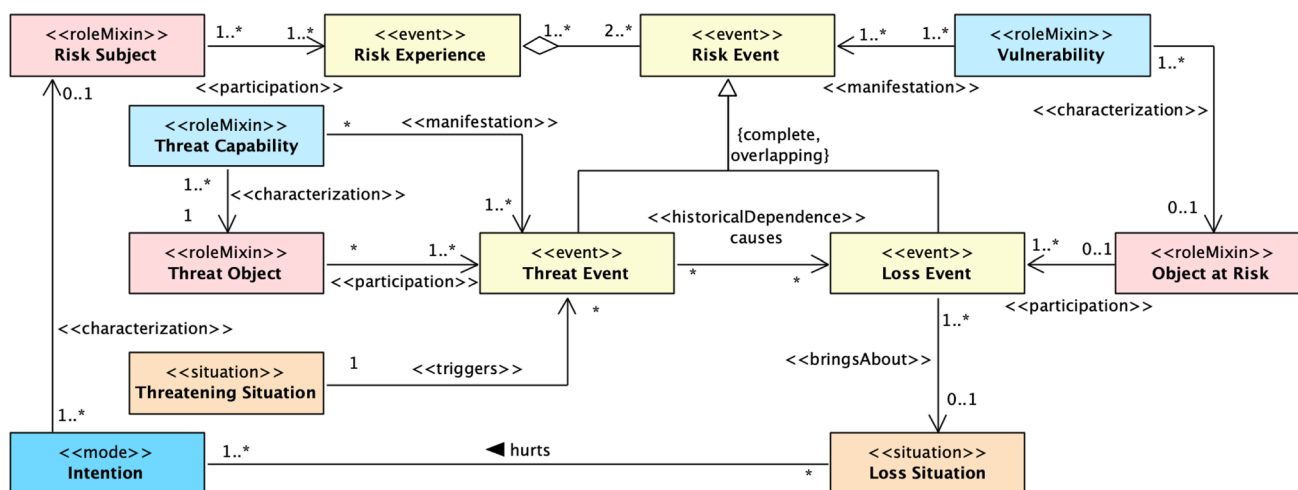 <<roleMixin>>
Risk Subject
1..*
1..*
<<event>>
Risk Experience
1..*
2..*
<<event>>
Risk Event
1..*
1..*
<<roleMixin>>
Vulnerability
0..1
<<participation>>
<<manifestation>>
1..*
<<roleMixin>>
Threat Capability
*
<<manifestation>>
{complete,
overlapping}
<<characterization>>
1..*
<<characterization>>
1
1..*
<<historicalDependence>>
causes
0..1
<<roleMixin>>
Threat Object
*
1..*
<<participation>>
<<event>>
Threat Event
*
*
<<event>>
Loss Event
1..*
0..1
<<roleMixin>>
Object at Risk
<<participation>>
<<characterization>>
*
1..*
<<situation>>
Threatening Situation
1
<<triggers>>
<<bringsAbout>>
0..1
1..*
<<mode>>
Intention
1..*
hurts
*
<<situation>>
Loss Situation